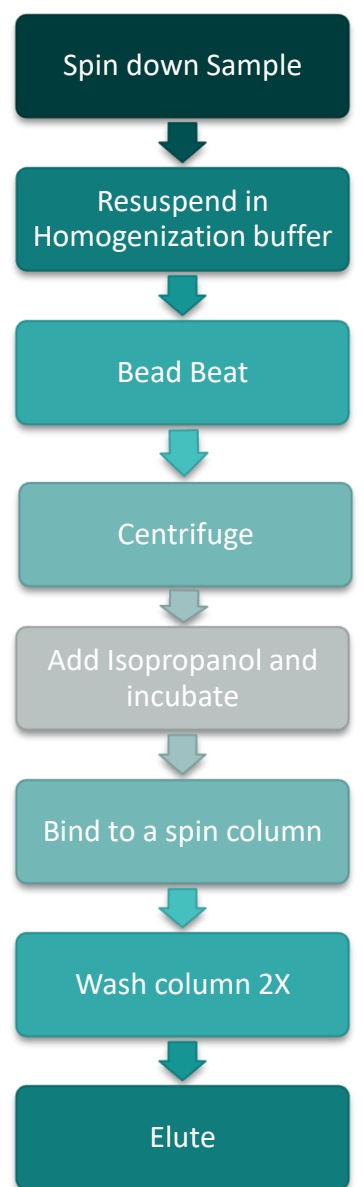 Spin down Sample
Resuspend in
Homogenization buffer
Bead Beat
Centrifuge
Add Isopropanol and
incubate
Bind to a spin column
Wash column 2X
Elute